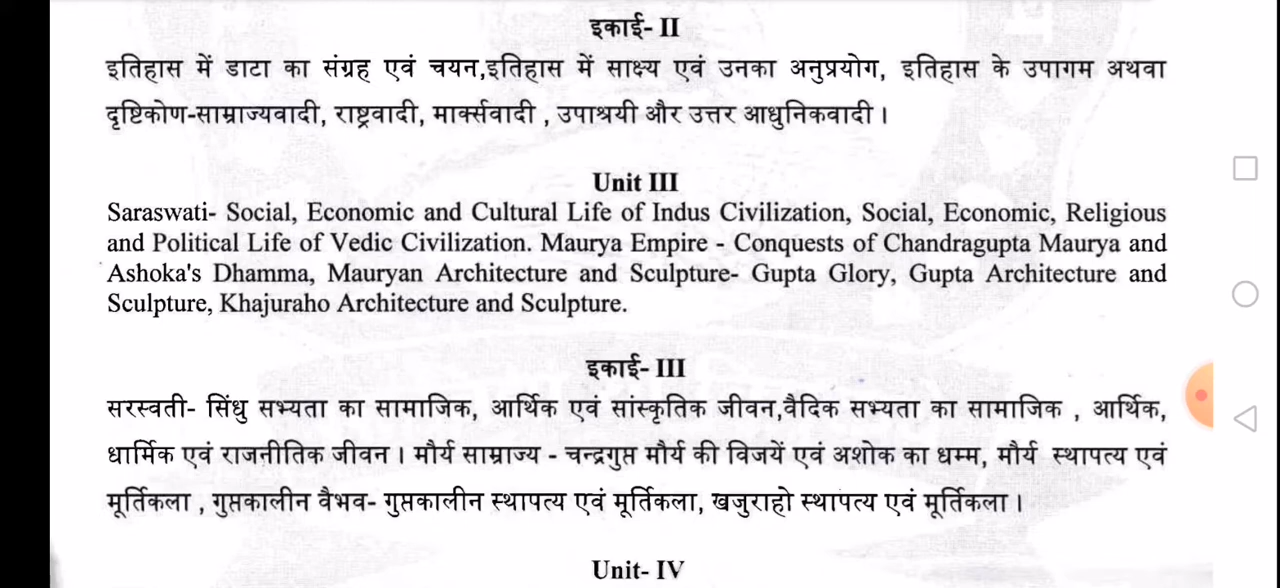 इकाई- II
इतिहास में डाटा का संग्रह एवं चयन,इतिहास में साक्ष्य एवं उनका अनुप्रयोग, इतिहास के उपागम अथवा
दृष्टिकोण-साम्राज्यवादी, राष्ट्रवादी, मार्क्सवादी , उपाश्रयी और उत्तर आधुनिकवादी ।
Unit III
Saraswati- Social, Economic and Cultural Life of Indus Civilization, Social, Economic, Religious
and Political Life of Vedic Civilization. Maurya Empire - Conquests of Chandragupta Maurya and
Ashoka's Dhamma, Mauryan Architecture and Sculpture- Gupta Glory, Gupta Architecture and
Sculpture, Khajuraho Architecture and Sculpture.
इकाई- III
सरस्वती- सिंधु सभ्यता का सामाजिक, आर्थिक एवं सांस्कृतिक जीवन,वैदिक सभ्यता का सामाजिक , आर्थिक,
धार्मिक एवं राजनीतिक जीवन । मौर्य साम्राज्य - चन्द्रगुप्त मौर्य की विजयें एवं अशोक का धम्म, मौर्य स्थापत्य एवं
मूर्तिकला , गुप्तकालीन वैभव- गुप्तकालीन स्थापत्य एवं मूर्तिकला, खजुराहो स्थापत्य एवं मूर्तिकला ।
Unit- IV